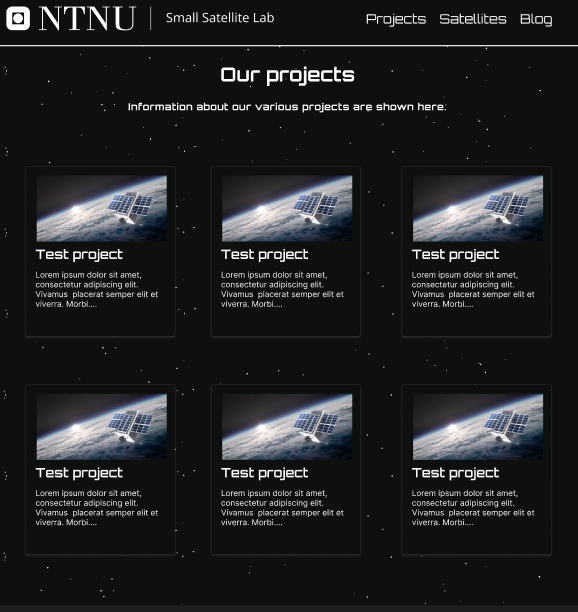 NTNU | Small Satellite Lab
Projects Satellites Blog
Our projects
Information about our various projects are shown here.
Test project
Lorem ipsum dolor sit amet,
consectetur adipiscing elit.
Vivamus placerat semper elit et
viverra. Morbi....
Test project
Lorem ipsum dolor sit amet,
consectetur adipiscing elit.
Vivamus placerat semper elit et
viverra. Morbi....
Test project
Lorem ipsum dolor sit amet,
consectetur adipiscing elit.
Vivamus placerat semper elit et
viverra. Morbi....
Test project
Lorem ipsum dolor sit amet,
consectetur adipiscing elit.
Vivamus placerat semper elit et
viverra. Morbi....
Test project
Lorem ipsum dolor sit amet,
consectetur adipiscing elit.
Vivamus placerat semper elit et
viverra. Morbi....
Test project
Lorem ipsum dolor sit amet,
consectetur adipiscing elit.
Vivamus placerat semper elit et
viverra. Morbi....